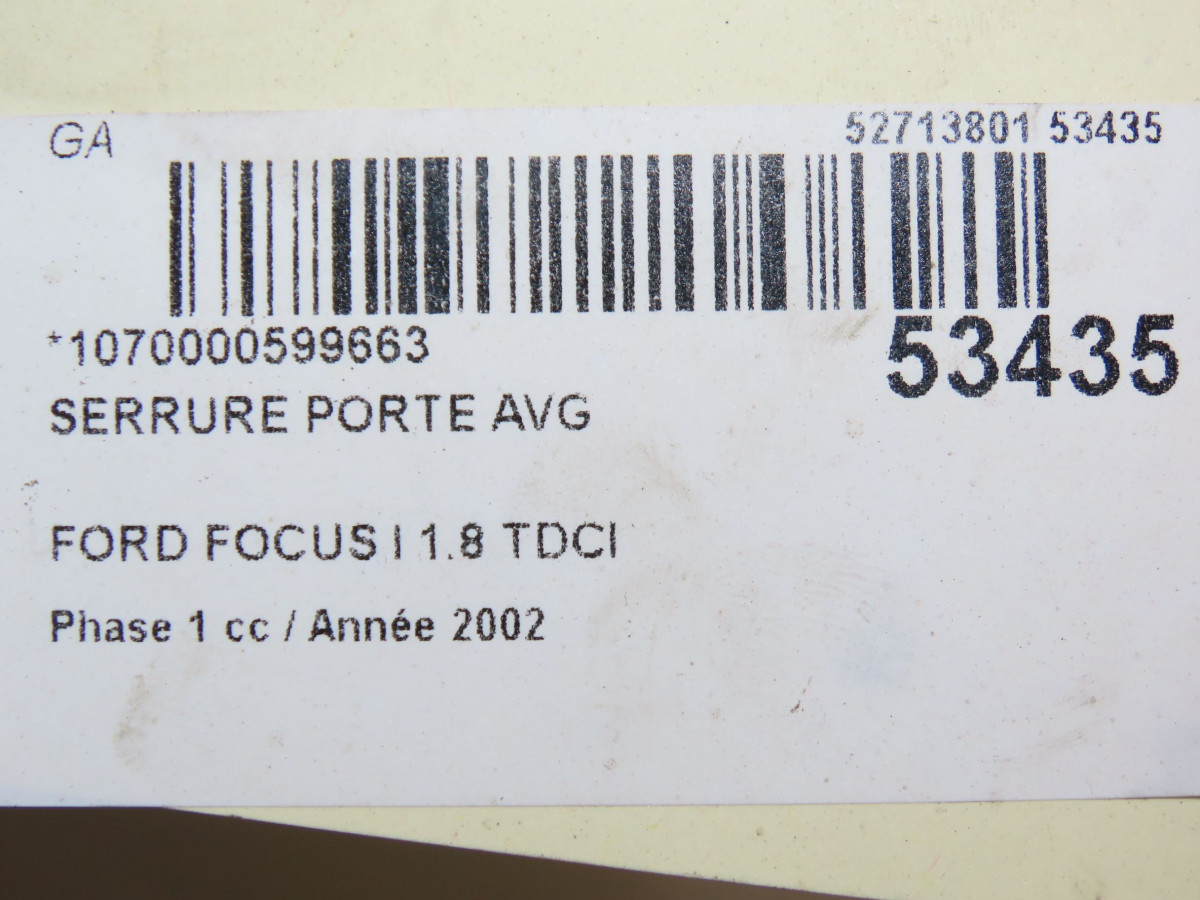 GA 52713801 53435
*1070000599663
53435
SERRURE PORTE AVG
FORD FOCUS I 1.8 TDCI
Phase 1 cc / Année 2002